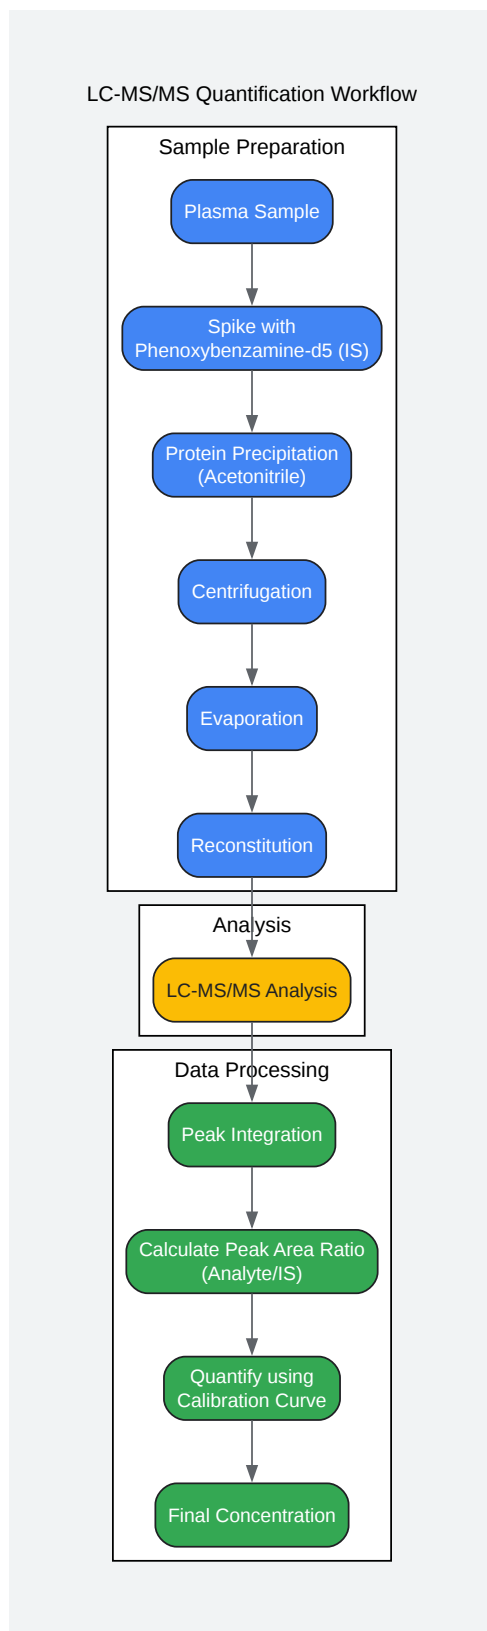 LC-MS/MS Quantification Workflow
Sample Preparation
Plasma Sample
Spike with
Phenoxybenzamine-d5 (IS)
Protein Precipitation
(Acetonitrile)
Centrifugation
Evaporation
Reconstitution
Analysis
LC-MS/MS Analysis
Data Processing
Peak Integration
Calculate Peak Area Ratio
(Analyte/IS)
Quantify using
Calibration Curve
Final Concentration